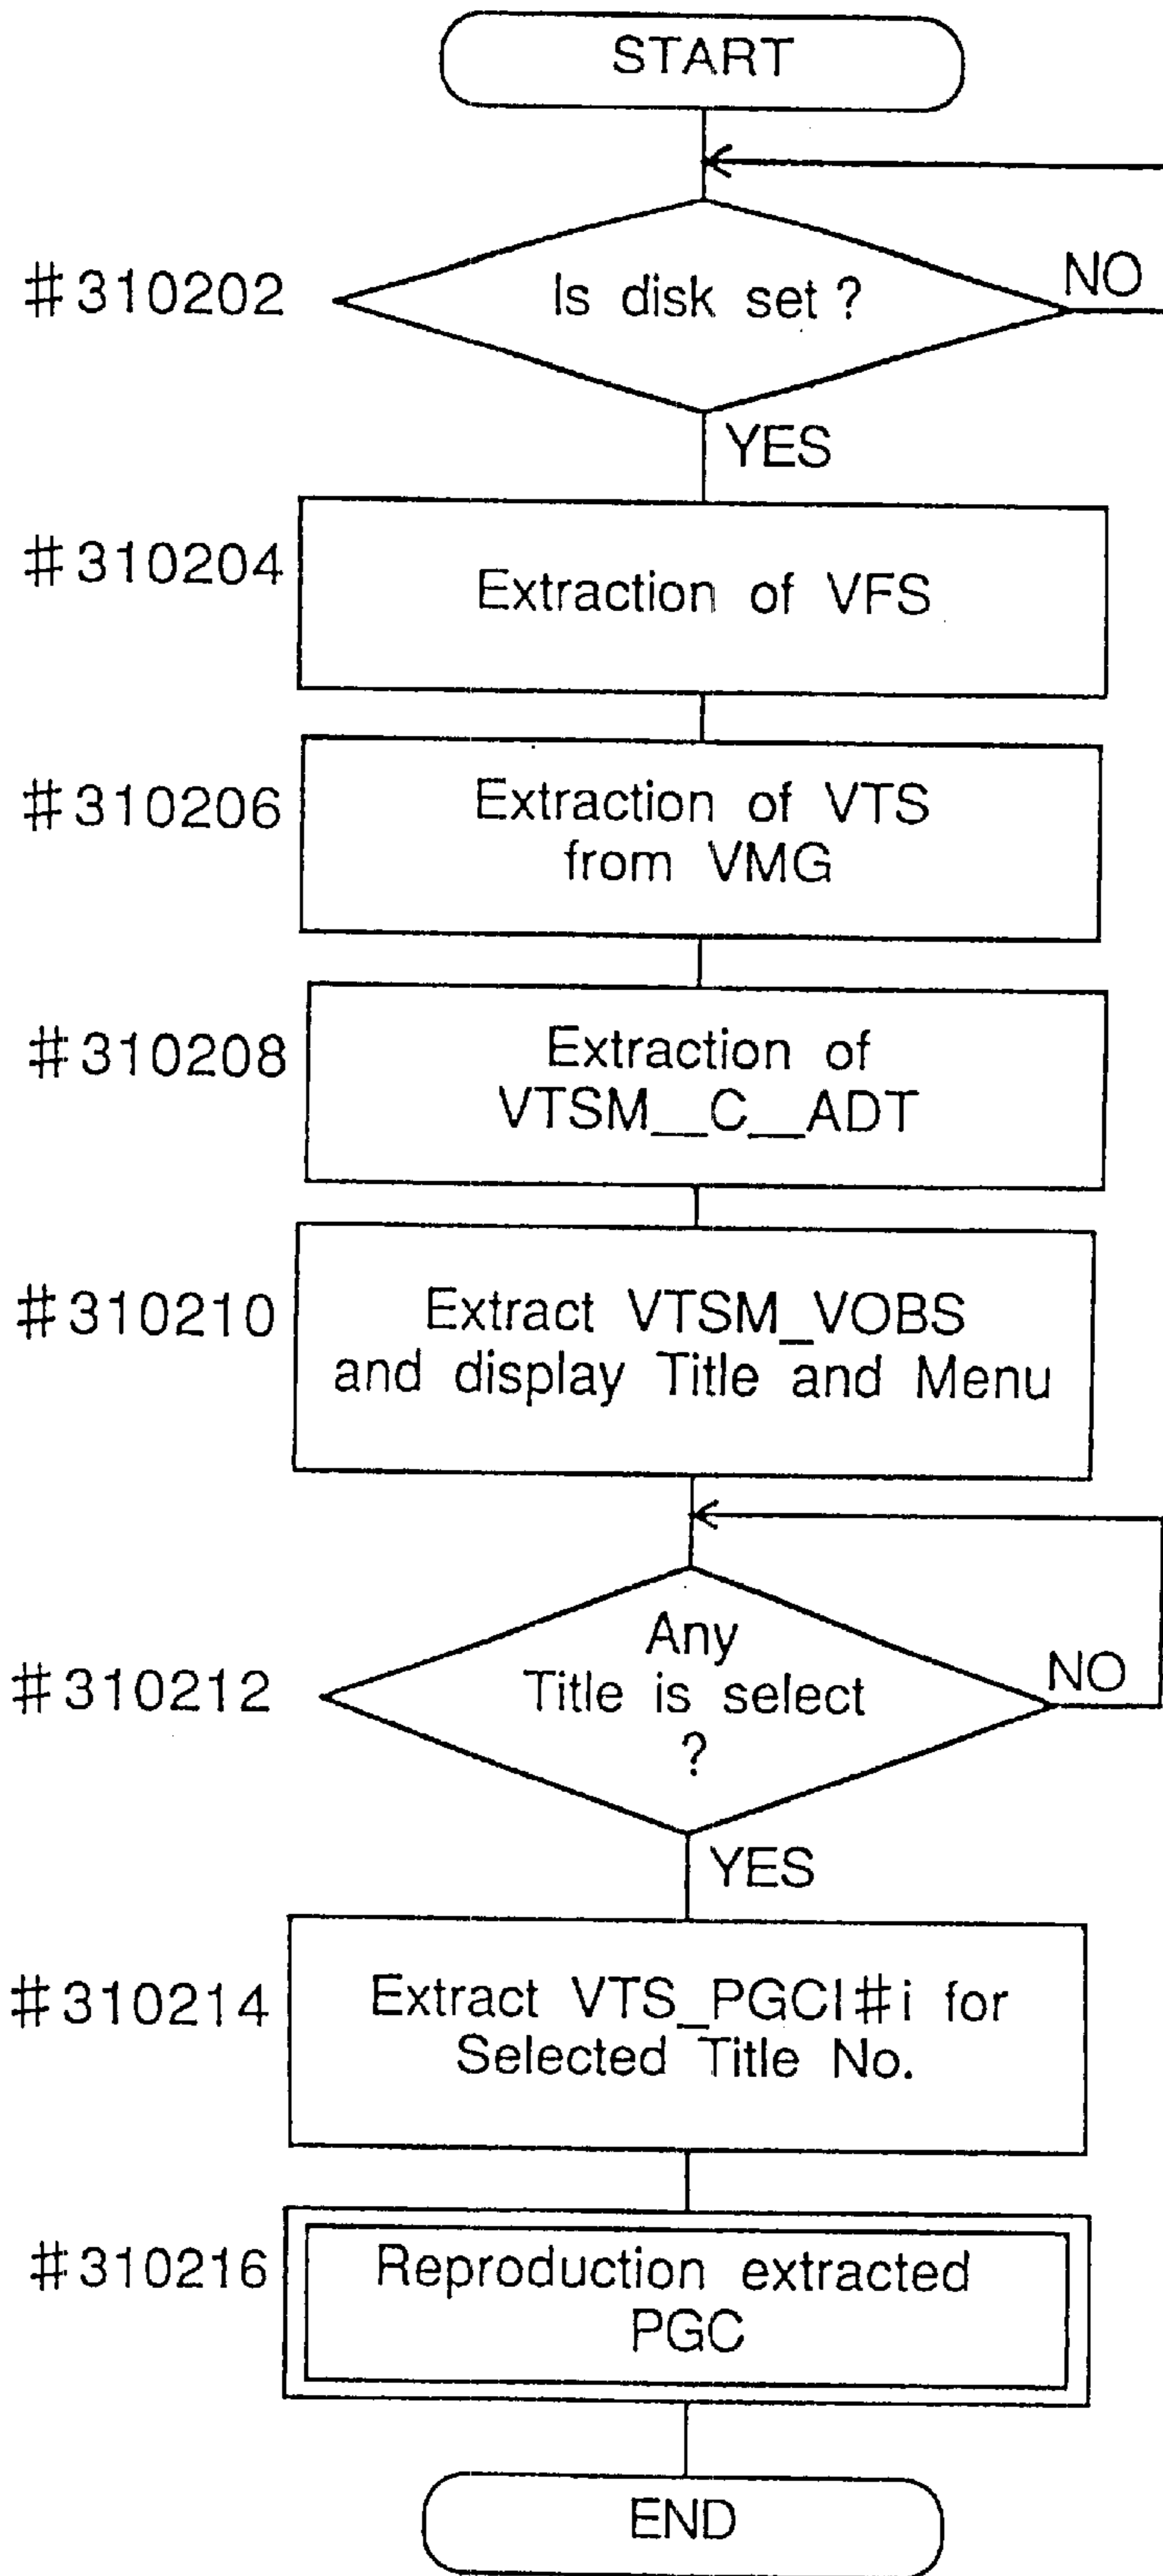 START
#310202
Is disk set ?
NO
YES
#310204
Extraction of VFS
#310206
Extraction of VTS
from VMG
#310208
Extraction of
VTSM__C__ADT
#310210
Extract VTSM_VOBS
and display Title and Menu
#310212
Any
Title is select
?
NO
YES
#310214
Extract VTS_PGCI#i for
Selected Title No.
#310216
Reproduction extracted
PGC
END